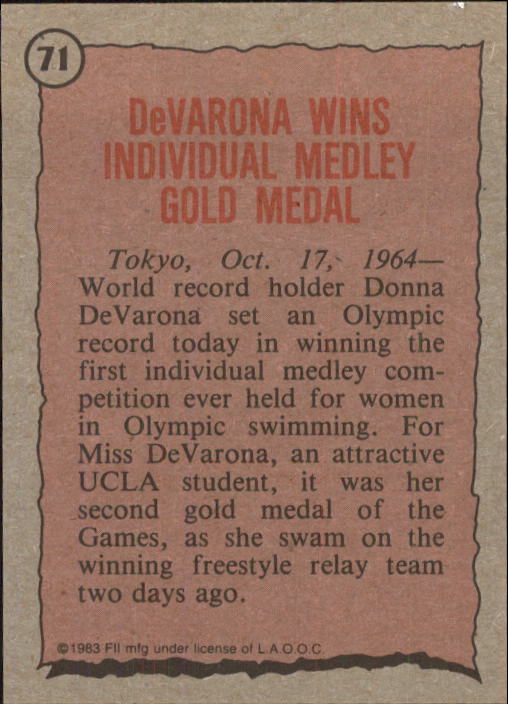 71
DeVARONA WINS
INDIVIDUAL MEDLEY
GOLD MEDAL
Tokyo, Oct. 17, 1964—
World record holder Donna
DeVarona set an Olympic
record today in winning the
first individual medley com-
petition ever held for women
in Olympic swimming. For
Miss DeVarona, an attractive
UCLA student, it was her
second gold medal of the
Games, as she swam on the
winning freestyle relay team
two days ago.
©1983 FII mfg under license of L.A.O.O.C.